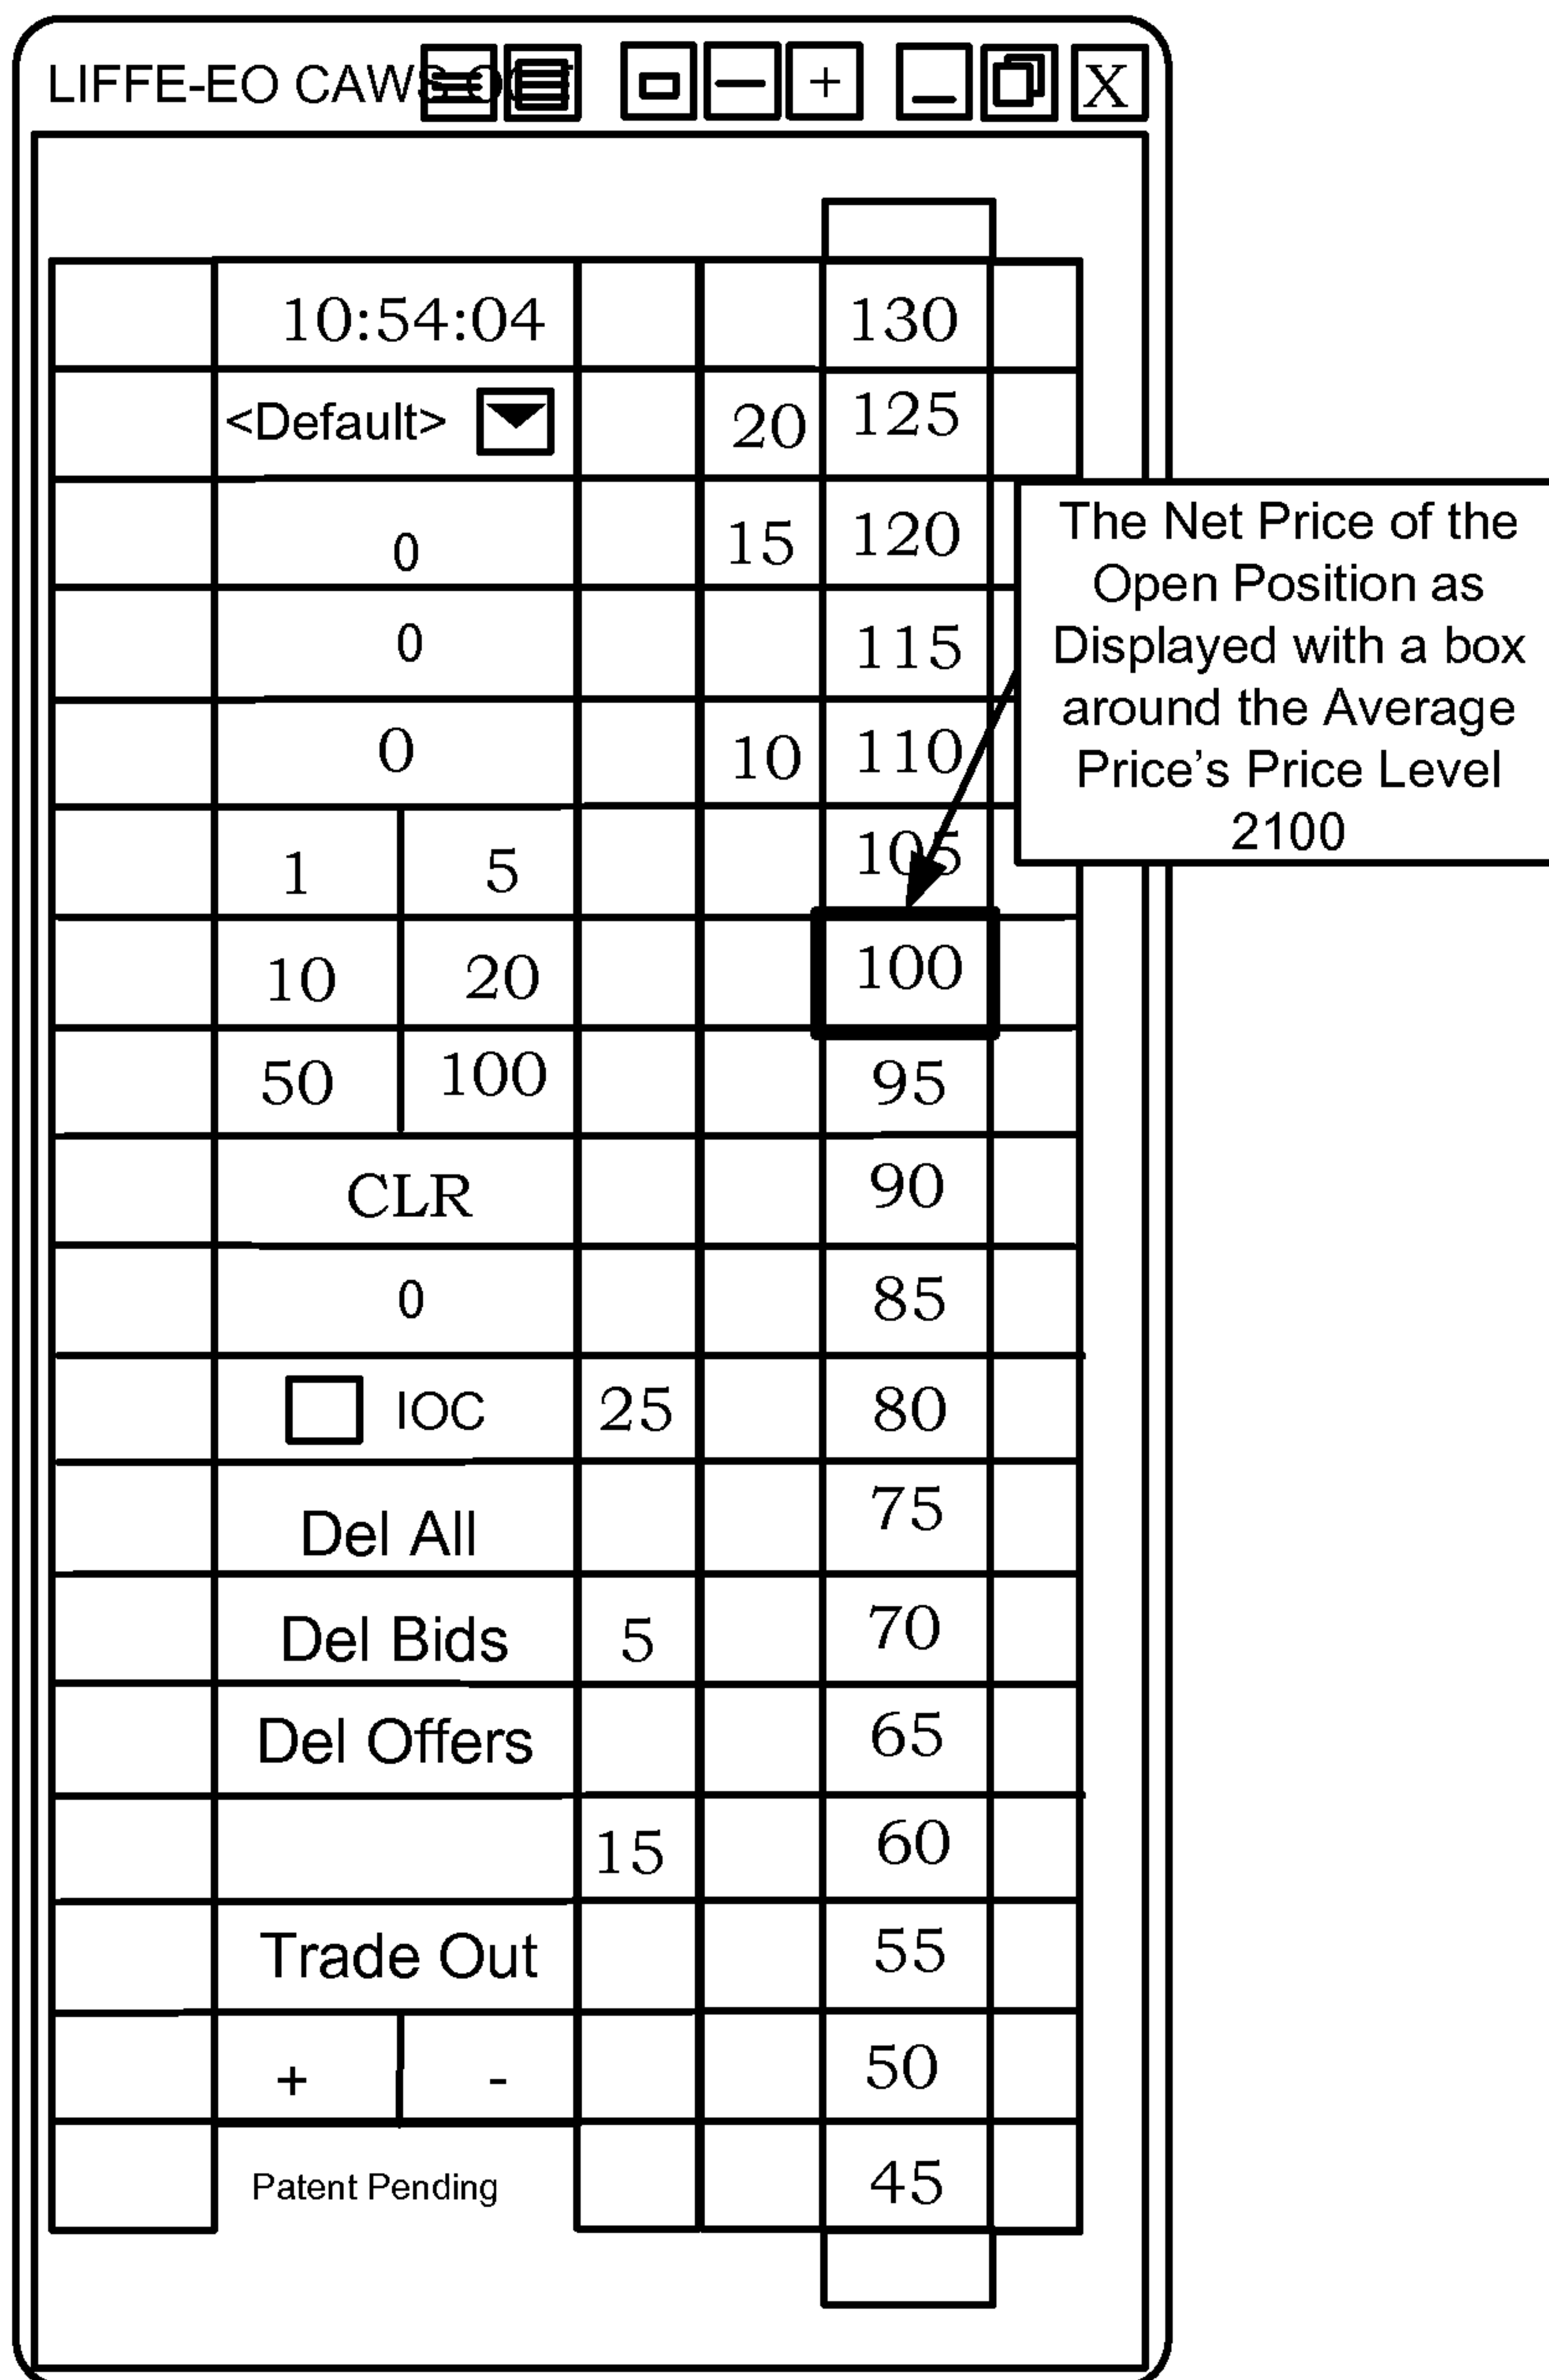 LIFFE-EO CAW
X
10:54:04 130
<Default> 20 125
0 15 120
0 115
0 10 110
1 5 105
10 20 100
50 100 95
CLR 90
0 85
IOC 25 80
Del All 75
Del Bids 5 70
Del Offers 65
15 60
Trade Out 55
+ - 50
Patent Pending 45
The Net Price of the
Open Position as
Displayed with a box
around the Average
Price's Price Level
2100